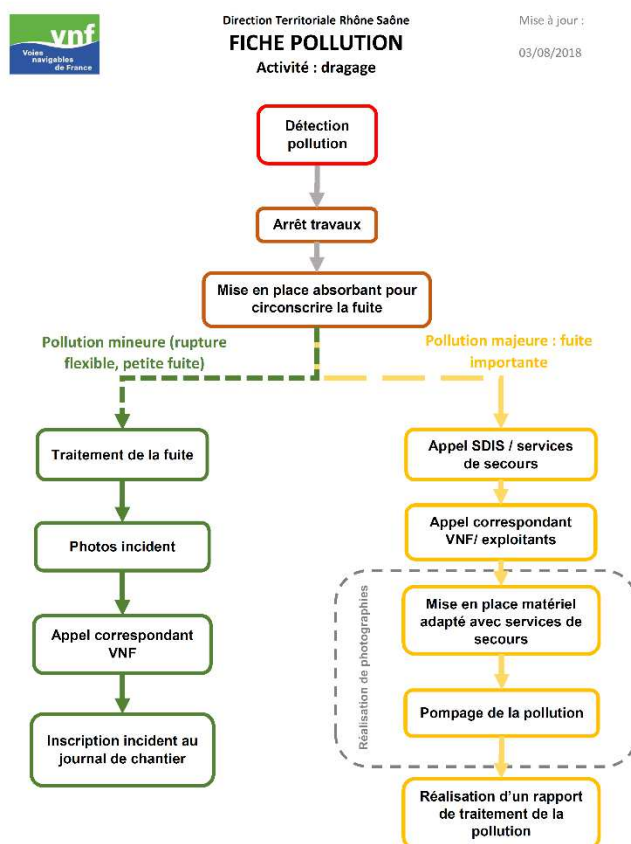 vnf
Voies
navigables
de France
Direction Territoriale Rhône Saône
FICHE POLLUTION
Activité : dragage
Mise à jour :
03/08/2018
Détection
pollution
Arrêt travaux
Mise en place absorbant pour
circonscrire la fuite
Pollution mineure (rupture
flexible, petite fuite)
Pollution majeure : fuite
importante
Traitement de la fuite
Photos incident
Appel correspondant
VNF
Inscription incident au
journal de chantier
Appel SDIS / services
de secours
Appel correspondant
VNF/ exploitants
Réalisation de photographies
Mise en place matériel
adapté avec services de
secours
Pompage de la pollution
Réalisation d'un rapport
de traitement de la
pollution